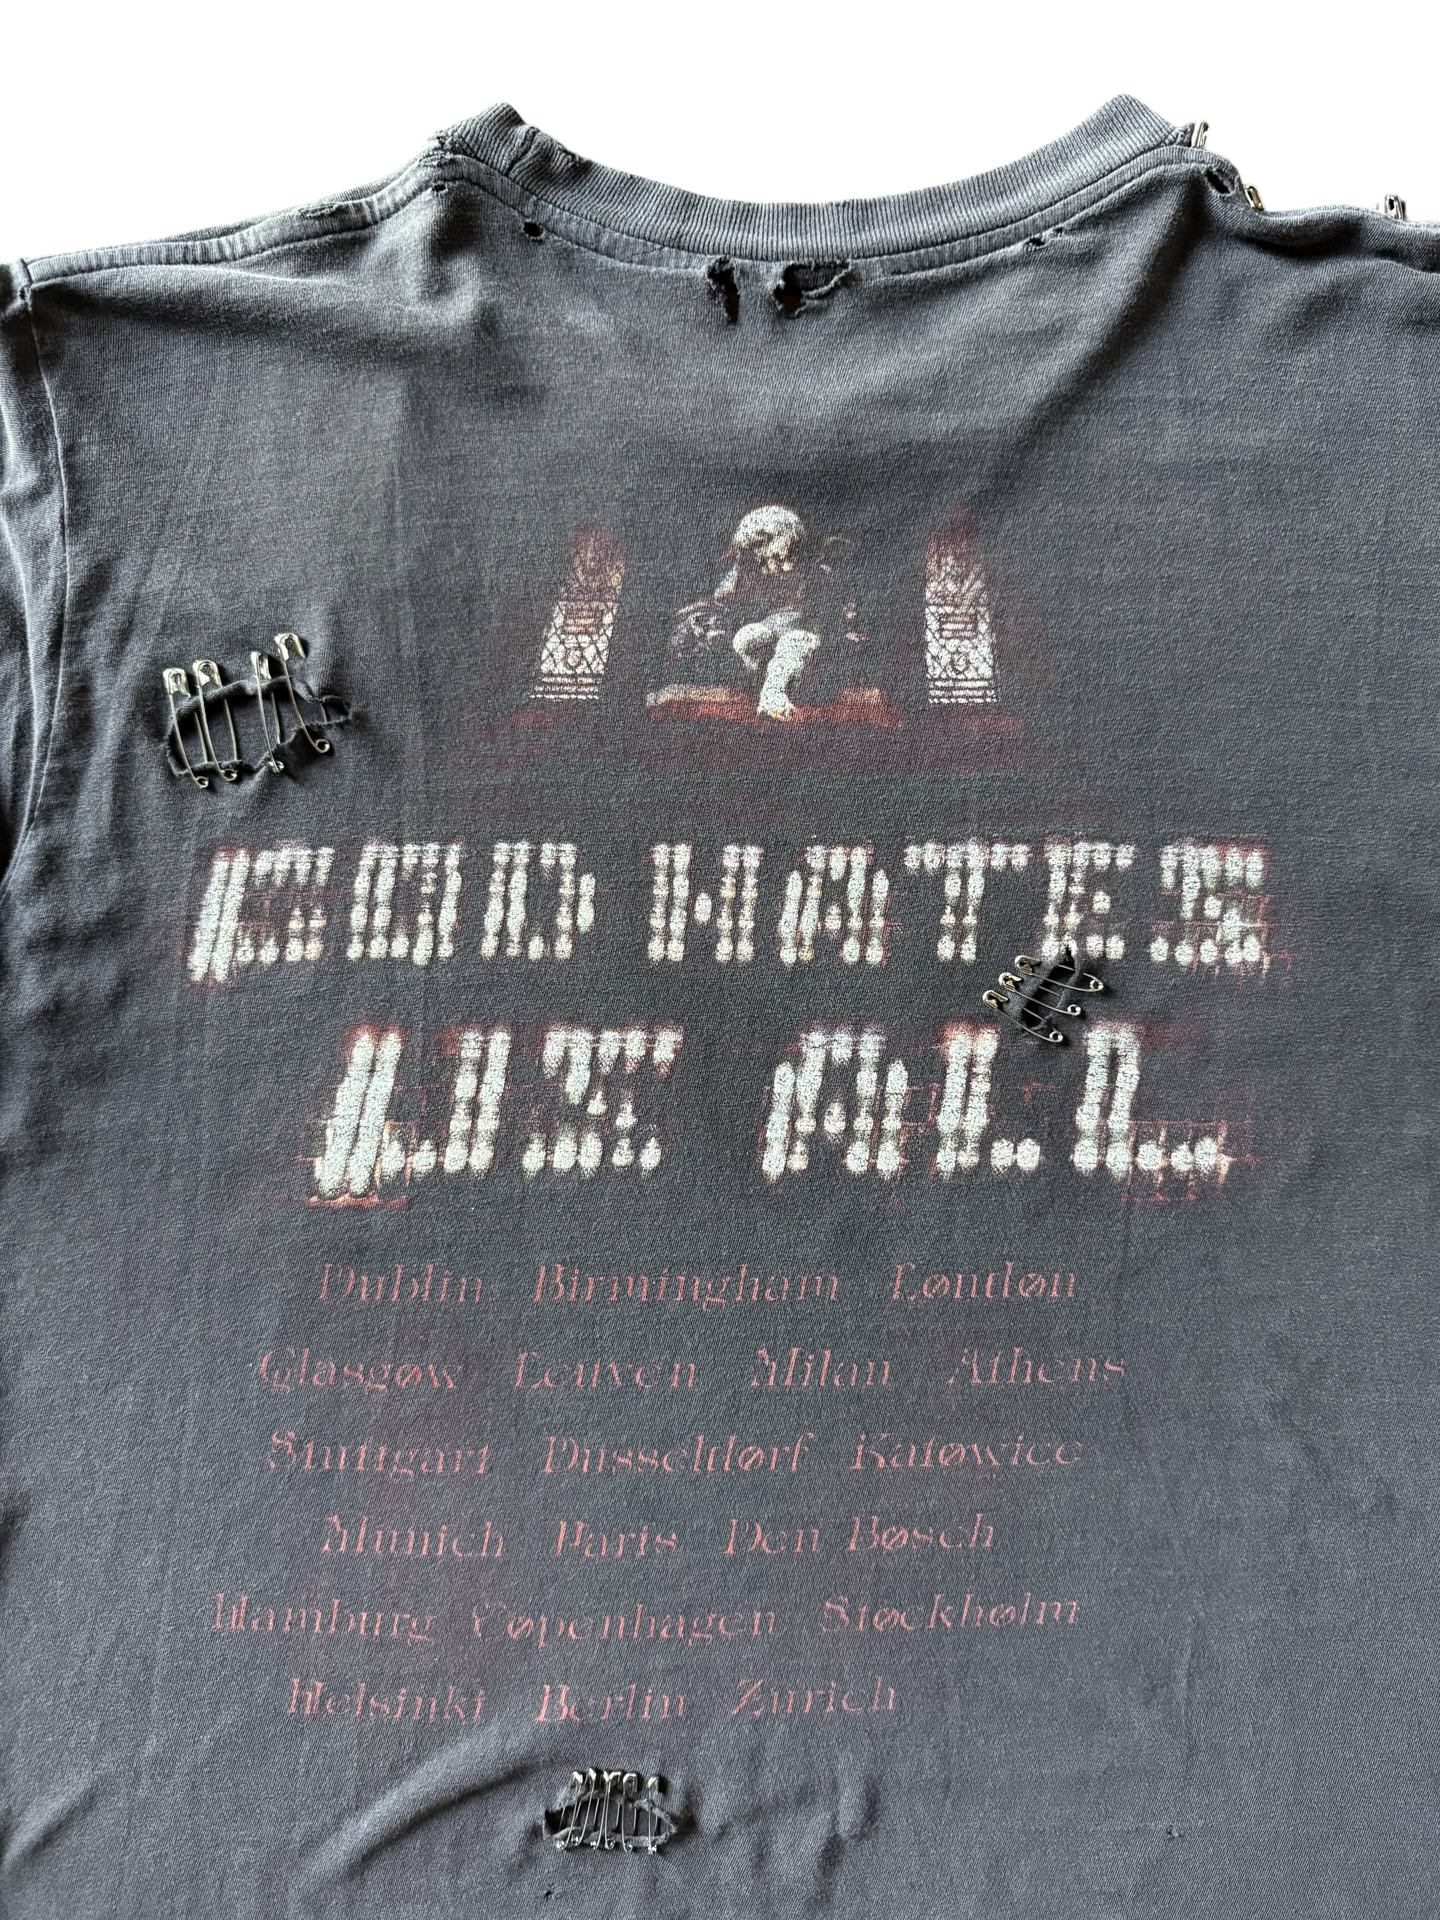 GOD HATES
US ALL
Dublin Birmingham Løndøn
Glasgøw Leuven Milan Athens
Stuttgart Dusseldørf Katøwice
Munich Paris Den Bøsch
Hamburg Cøpenhagen Støckhølm
Helsinki Berlin Zurich